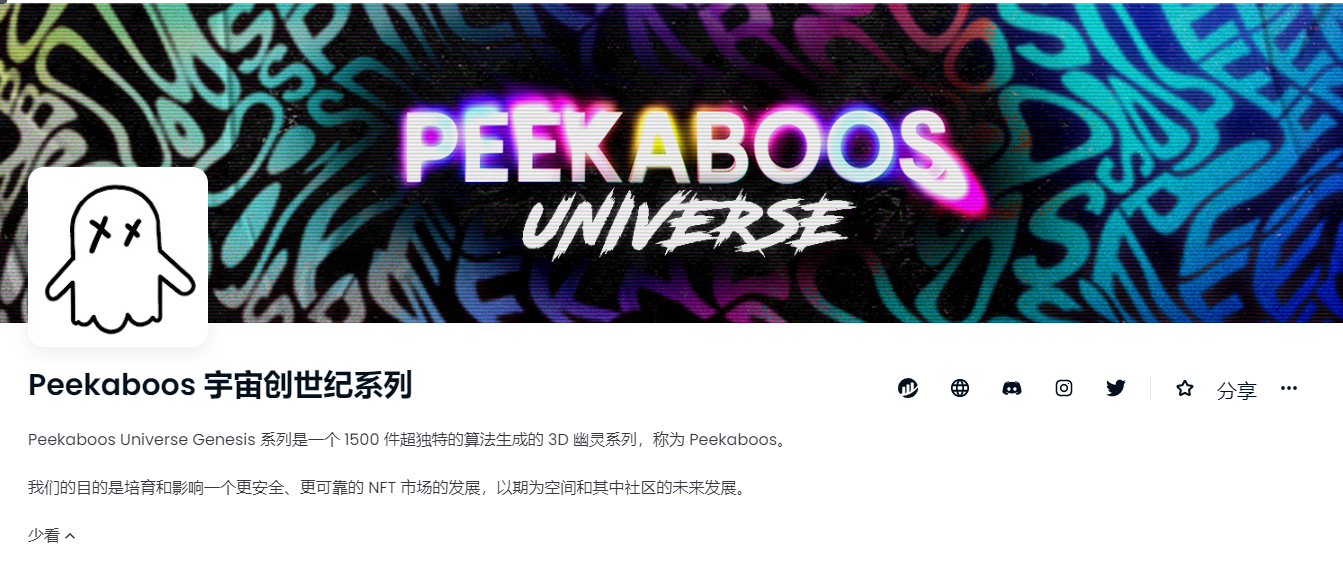 PEEKABOOS
UNIVERSE
Peekaboos 宇宙创世纪系列
分享
Peekaboos Universe Genesis 系列是一个 1500 件超独特的算法生成的 3D 幽灵系列，称为 Peekaboos。
我们的目的是培育和影响一个更安全、更可靠的 NFT 市场的发展，以期为空间和其中社区的未来发展。
少看